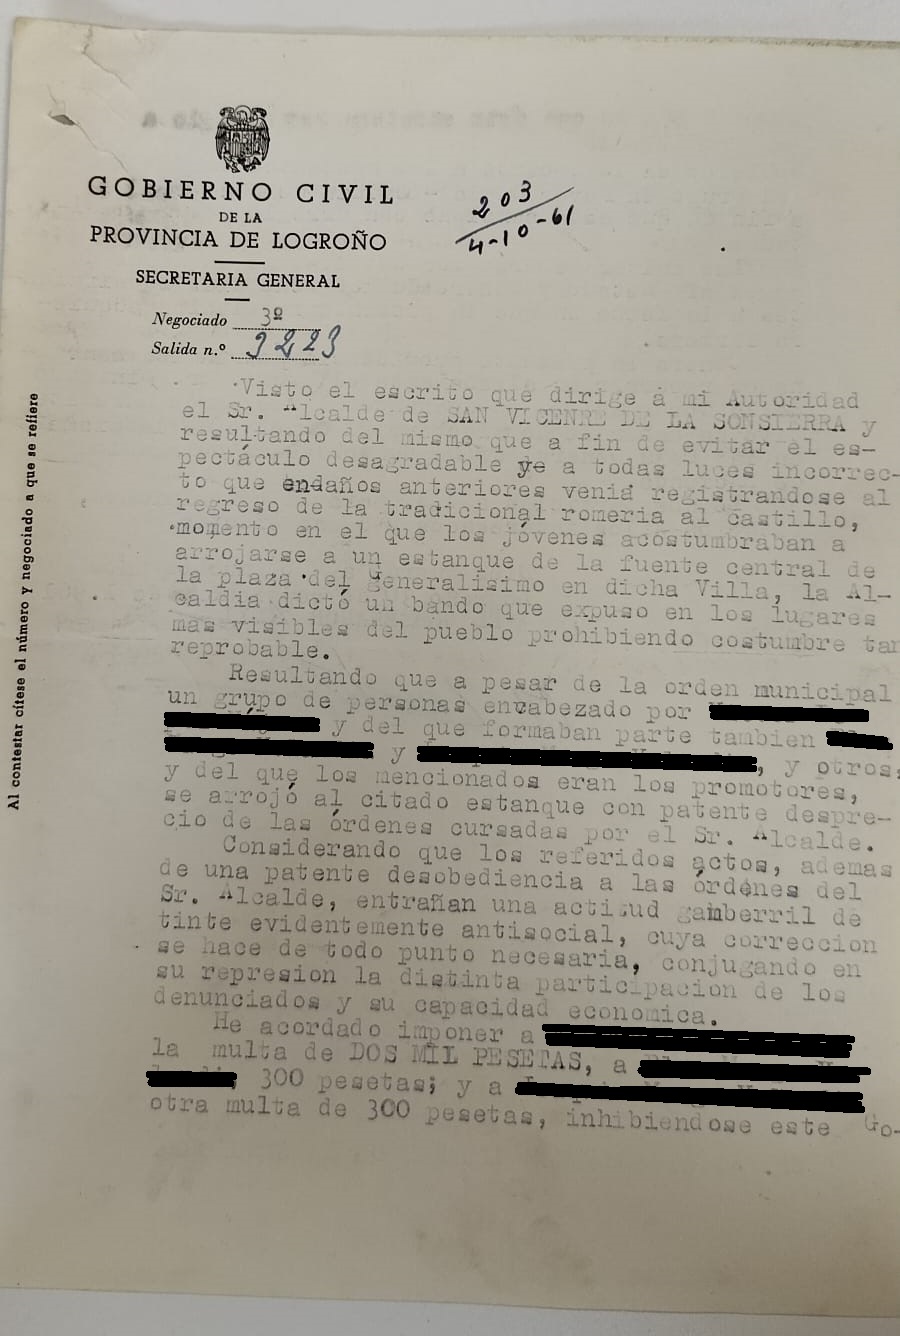 GOBIERNO CIVIL
DE LA
PROVINCIA DE LOGROÑO
SECRETARIA GENERAL
Negociado 3º
Salida n.º 3223
203
4-10-61
Al contestar cítese el número y negociado a que se refiere
Visto el escrito que dirige a mi Autoridad
el Sr. Alcalde de SAN VICENRE DE LA SONSIERRA y
resultando del mismo que a fin de evitar el es-
pectáculo desagradable ye a todas luces incorrec-
to que endaños anteriores venia registrandose al
regreso de la tradicional romeria al castillo,
momento en el que los jóvenes acostumbraban a
arrojarse a un estanque de la fuente central de
la plaza del Generalisimo en dicha Villa, la Al-
caldia dictó un bando que expuso en los lugares
mas visibles del pueblo prohibiendo costumbre tan
reprobable.
Resultando que a pesar de la orden municipal
un grúpo de personas encabezado por
y del que formaban parte tambien
y , y otros,
y del que los mencionados eran los promotores,
se arrojó al citado estanque con patente despre-
cio de las órdenes cursadas por el Sr. Alcalde.
Considerando que los referidos actos, ademas
de una patente desobediencia a las órdenes del
Sr. Alcalde, entrañan una actitud gamberril de
tinte evidentemente antisocial, cuya correccion
se hace de todo punto necesaria, conjugando en
su represion la distinta participacion de los
denunciados y su capacidad economica.
He acordado imponer a
la multa de DOS MIL PESETAS, a
300 pesetas; y a
otra multa de 300 pesetas, inhibiendose este Go-